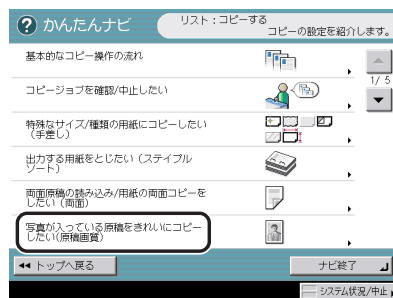 ? かんたんナビ
リスト：コピーする
コピーの設定を紹介します。
基本的なコピー操作の流れ
1/ 5
コピージョブを確認/中止したい
特殊なサイズ/種類の用紙にコピーしたい
（手差し）
出力する用紙をとじたい（ステイプル
ソート）
両面原稿の読み込み/用紙の両面コピーを
したい（両面）
写真が入っている原稿をきれいにコピー
したい（原稿画質）
トップへ戻る
ナビ終了
システム状況/中止